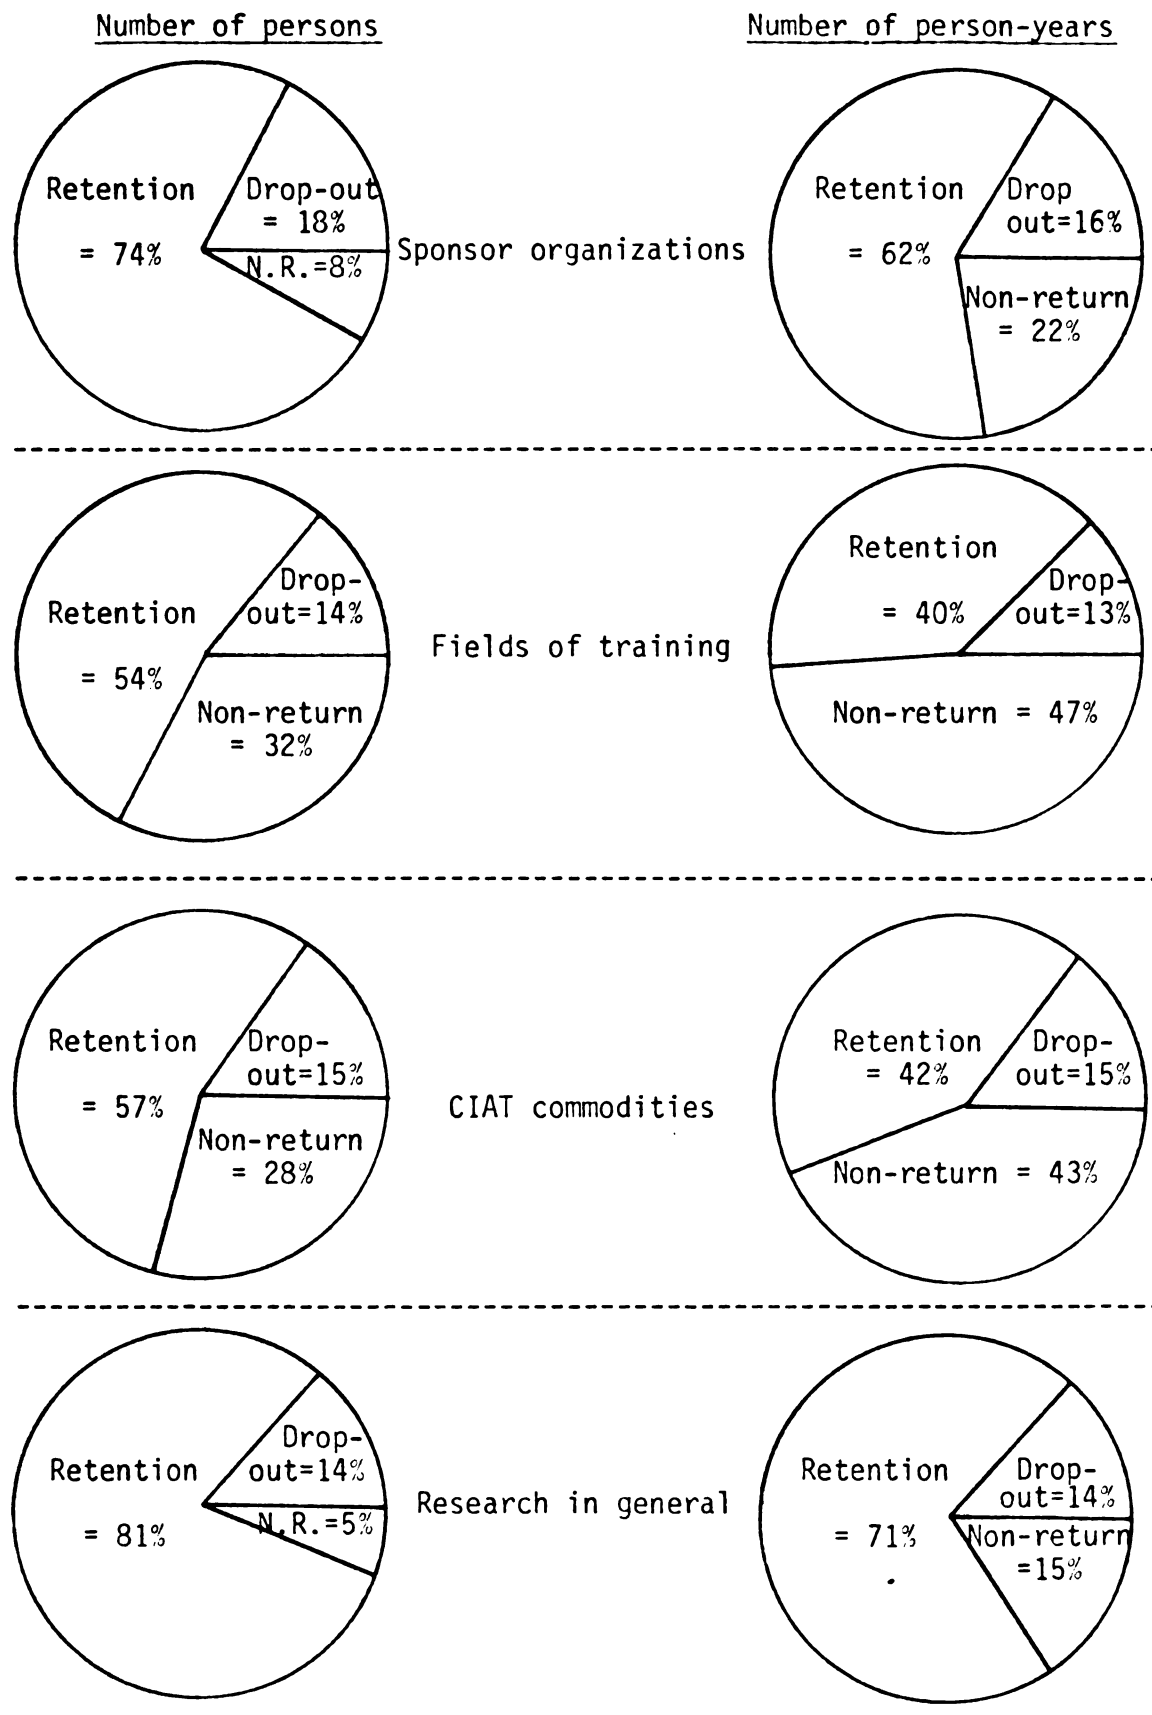 Number of persons
Number of person-years
Retention
= 74%
Drop-out
= 18%
N.R.=8%
Sponsor organizations
Retention
= 62%
Drop
out=16%
Non-return
= 22%
Retention
= 54%
Drop-
out=14%
Non-return
= 32%
Fields of training
Retention
= 40%
Drop-
out=13%
Non-return = 47%
Retention
= 57%
Drop-
out=15%
Non-return
= 28%
CIAT commodities
Retention
= 42%
Drop-
out=15%
Non-return = 43%
Retention
= 81%
Drop-
out=14%
N.R.=5%
Research in general
Retention
= 71%
Drop-
out=14%
Non-return
=15%